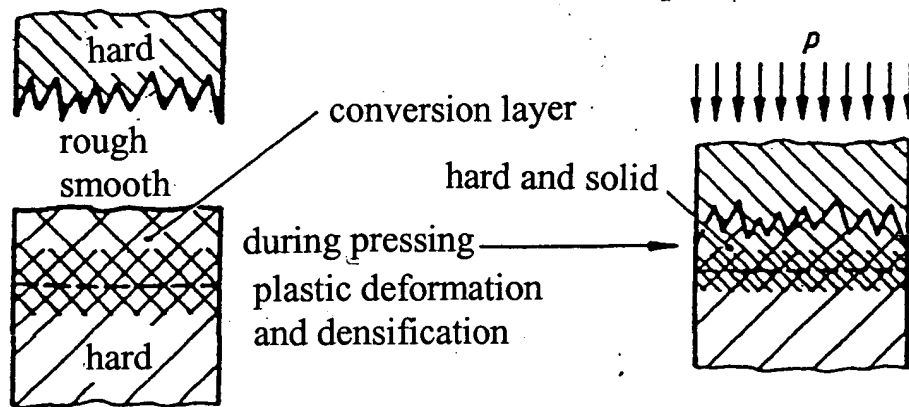 hard
rough
smooth
hard
conversion layer
during pressing
plastic deformation
and densification
hard and solid
p